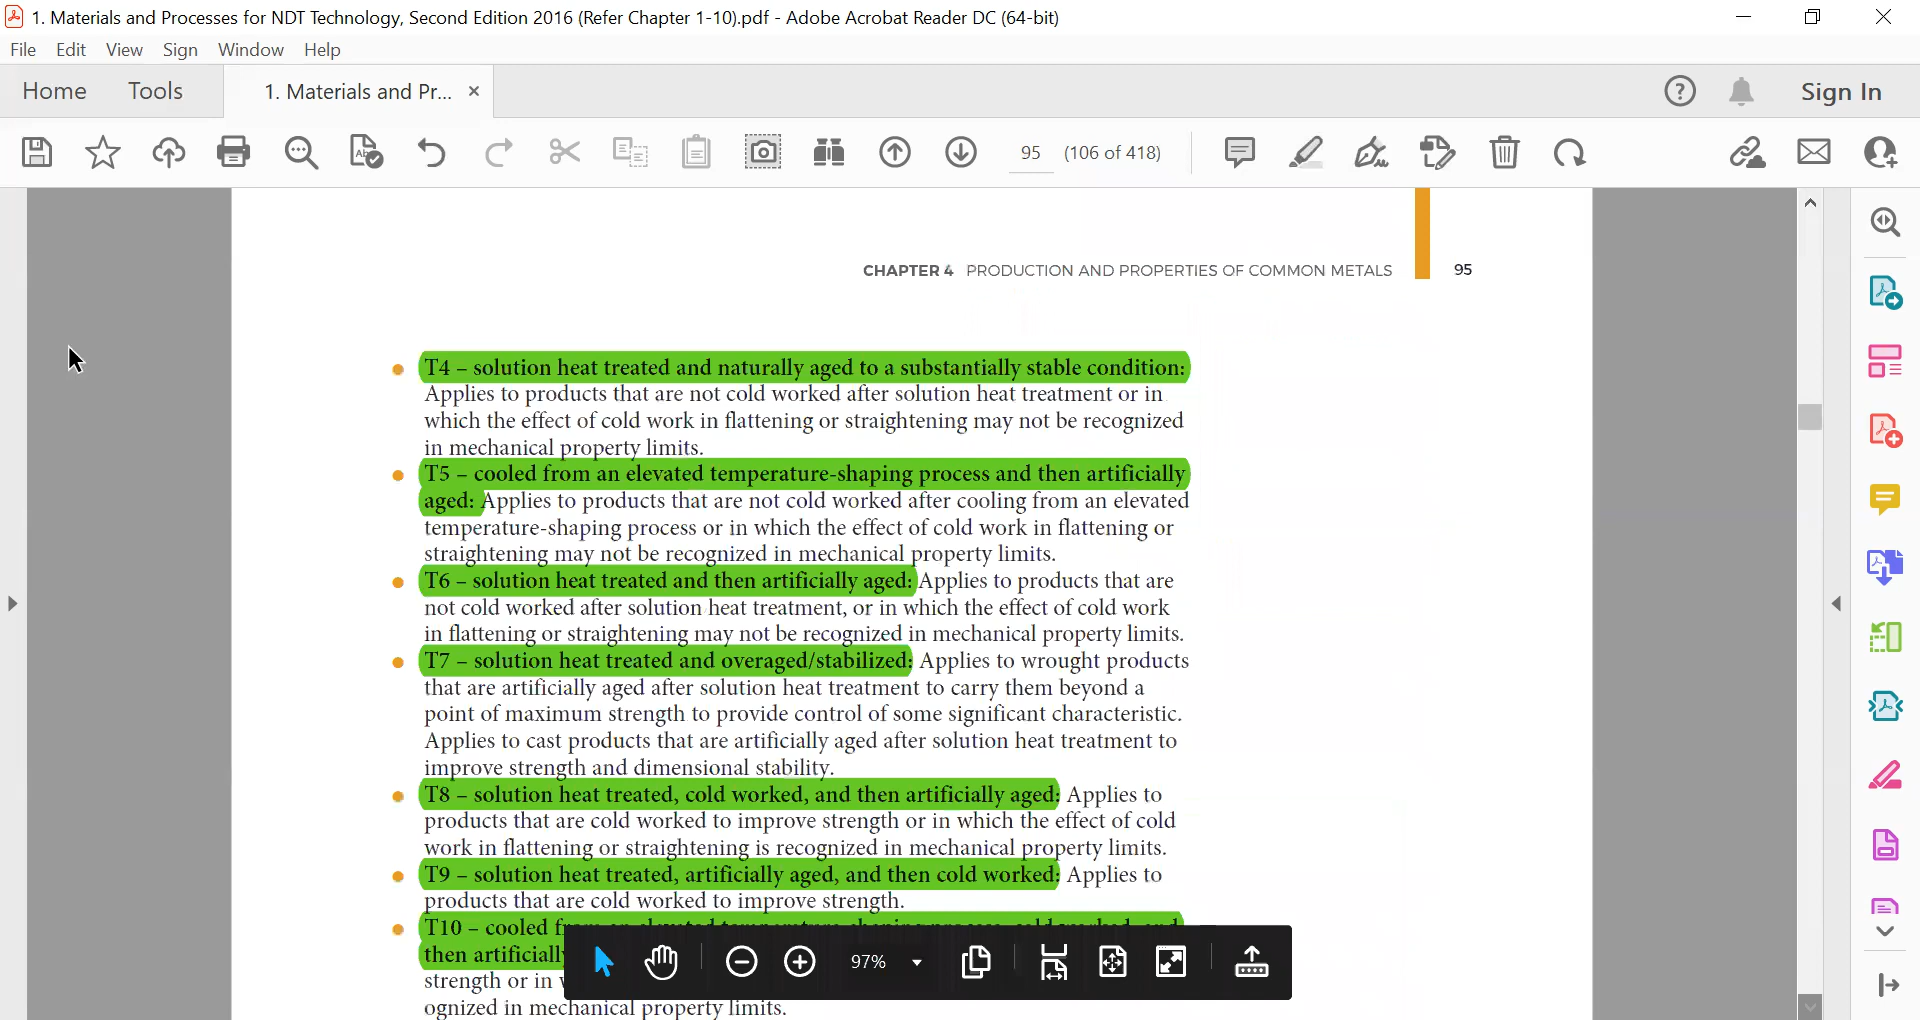 1. Materials and Processes for NDT Technology, Second Edition 2016 (Refer Chapter 1-10).pdf - Adobe Acrobat Reader DC (64-bit)
File Edit View Sign Window Help
Home Tools 1. Materials and Pr... Sign In
95 (106 of 418)
CHAPTER 4 PRODUCTION AND PROPERTIES OF COMMON METALS 95
T4 – solution heat treated and naturally aged to a substantially stable condition:
Applies to products that are not cold worked after solution heat treatment or in
which the effect of cold work in flattening or straightening may not be recognized
in mechanical property limits.
T5 – cooled from an elevated temperature-shaping process and then artificially
aged: Applies to products that are not cold worked after cooling from an elevated
temperature-shaping process or in which the effect of cold work in flattening or
straightening may not be recognized in mechanical property limits.
T6 – solution heat treated and then artificially aged: Applies to products that are
not cold worked after solution heat treatment, or in which the effect of cold work
in flattening or straightening may not be recognized in mechanical property limits.
T7 – solution heat treated and overaged/stabilized: Applies to wrought products
that are artificially aged after solution heat treatment to carry them beyond a
point of maximum strength to provide control of some significant characteristic.
Applies to cast products that are artificially aged after solution heat treatment to
improve strength and dimensional stability.
T8 – solution heat treated, cold worked, and then artificially aged: Applies to
products that are cold worked to improve strength or in which the effect of cold
work in flattening or straightening is recognized in mechanical property limits.
T9 – solution heat treated, artificially aged, and then cold worked: Applies to
products that are cold worked to improve strength.
T10 – cooled
then artificially
strength or in
ognized in mechanical property limits.
97%